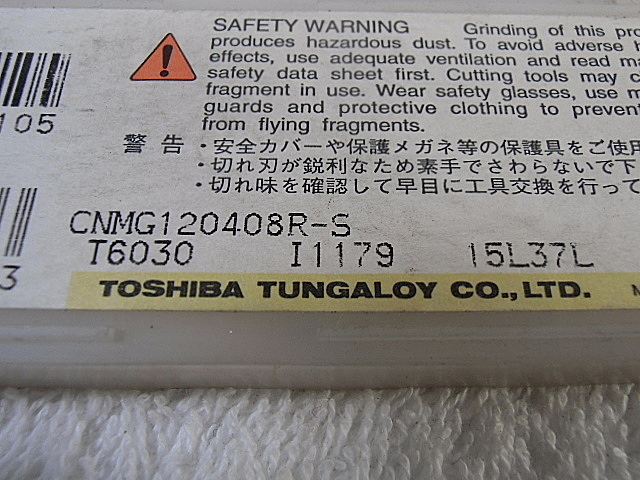 SAFETY WARNING Grinding of this
produces hazardous dust. To avoid adverse
effects, use adequate ventilation and read
safety data sheet first. Cutting tools may
fragment in use. Wear safety glasses, use
guards and protective clothing to prevent
from flying fragments.
105
警告・安全カバーや保護メガネ等の保護具をご使用
・切れ刃が鋭利なため素手でさわらないで下
・切れ味を確認して早目に工具交換を行って
CNMG120408R-S
T6030 I1179 15L37L
3
TOSHIBA TUNGALOY CO., LTD.